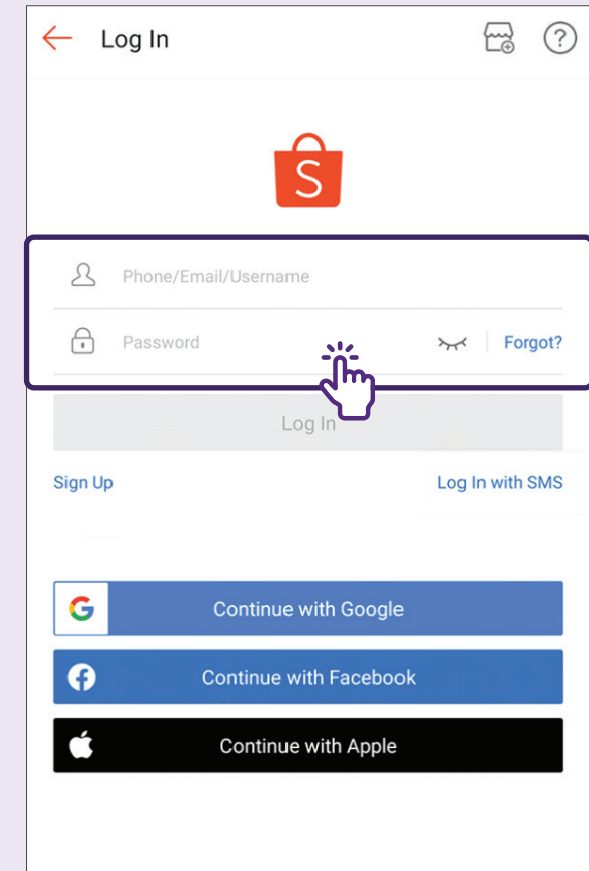 Log In
S
Phone/Email/Username
Password Forgot?
Log In
Sign Up Log In with SMS
Continue with Google
Continue with Facebook
Continue with Apple